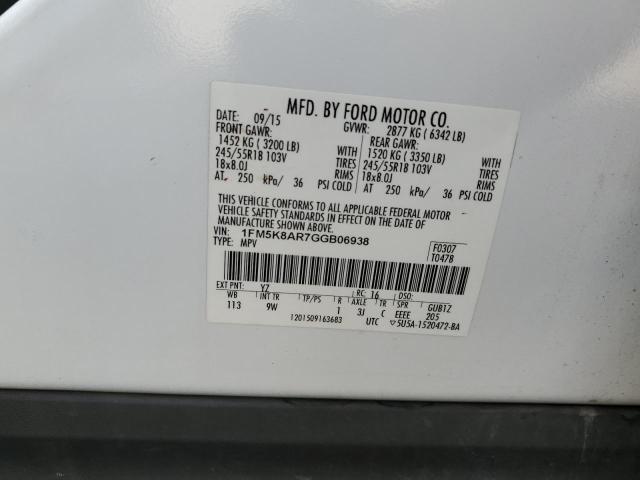 MFD. BY FORD MOTOR CO.
DATE: 09/15 GVWR: 2877 KG ( 6342 LB)
FRONT GAWR: REAR GAWR:
1452 KG ( 3200 LB) WITH 1520 KG ( 3350 LB) WITH
245/55R18 103V TIRES 245/55R18 103V TIRES
18x8.0J RIMS 18x8.0J RIMS
AT 250 kPa/ 36 PSI COLD AT 250 kPa/ 36 PSI COLD
THIS VEHICLE CONFORMS TO ALL APPLICABLE FEDERAL MOTOR
VEHICLE SAFETY STANDARDS IN EFFECT ON THE DATE OF
MANUFACTURE SHOWN ABOVE.
VIN: 1FM5K8AR7GGB06938 F0307
TYPE: MPV T0478
EXT PNT: YZ RC: 16 DSO:
WB INT TR TP/PS R AXLE TR SPR GUB1Z
113 9W 1 3J C EEEE 205
1201509163683 UTC ▽5U5A-1520472-BA